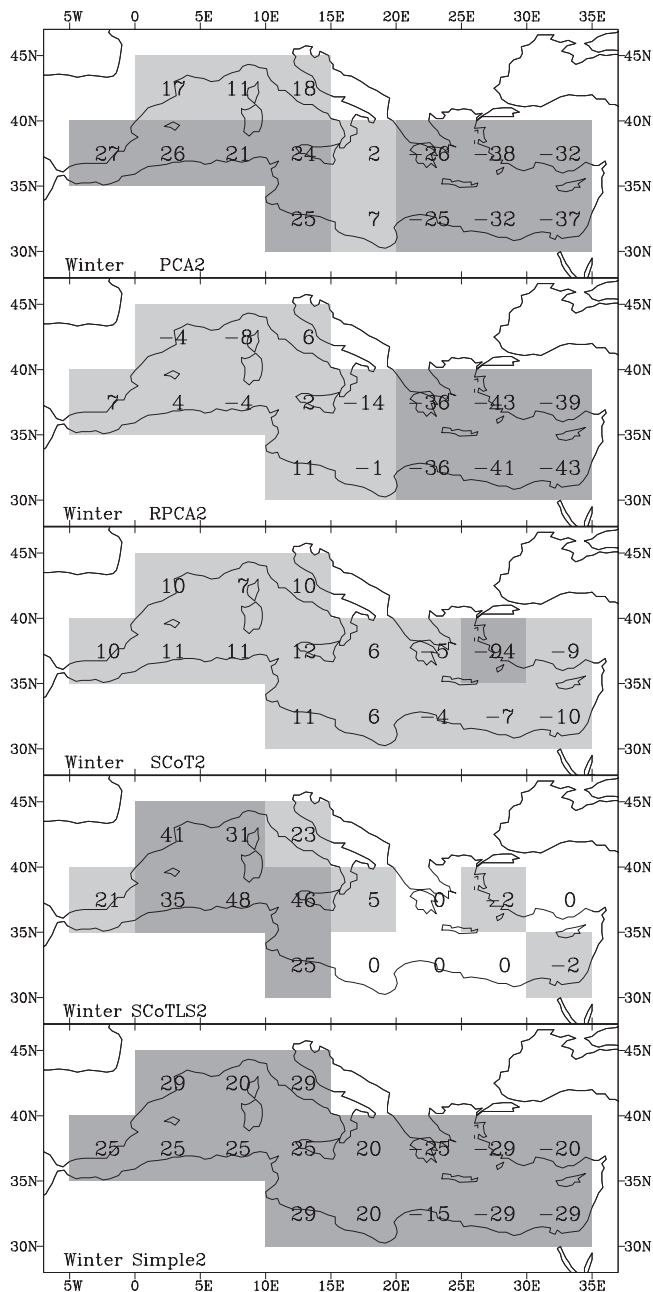 5W 0 5E 10E 15E 20E 25E 30E 35E
45N 17 11 18 45N
40N 40N
27 26 21 24 2 −26 −38 −32
35N 35N
25 7 −25 −32 −37
30N 30N
Winter PCA2
45N 45N
−4 −8 6
40N 40N
7 4 −4 2 −14 −36 −43 −39
35N 35N
11 −1 −36 −41 −43
30N 30N
Winter RPCA2
45N 45N
10 7 10
40N 40N
10 11 11 12 6 −5 −94 −9
35N 35N
11 6 −4 −7 −10
30N 30N
Winter SCoT2
45N 45N
41 31 23
40N 40N
21 35 48 46 5 0 −2 0
35N 35N
25 0 0 0 −2
30N 30N
Winter SCoTLS2
45N 45N
29 20 29
40N 40N
25 25 25 25 20 −25 −29 −20
35N 35N
29 20 −15 −29 −29
30N 30N
Winter Simple2
5W 0 5E 10E 15E 20E 25E 30E 35E